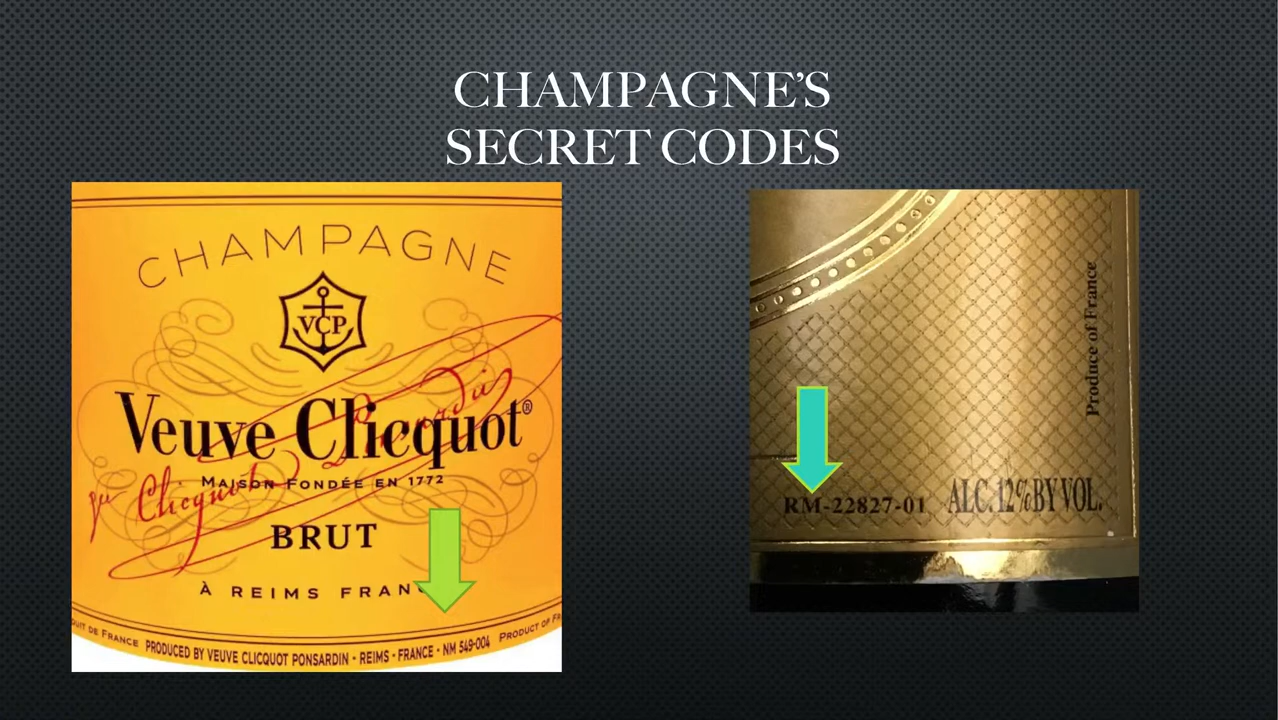 CHAMPAGNE'S
SECRET CODES
CHAMPAGNE
VCP
Veuve Clicquot®
MAISON FONDÉE EN 1772
BRUT
À REIMS FRANC
DE FRANCE PRODUCED BY VEUVE CLICQUOT PONSARDIN - REIMS - FRANCE - NM 549-004 PRODUCT OF
Produce of France
RM-22827-01 ALC. 12% BY VOL.